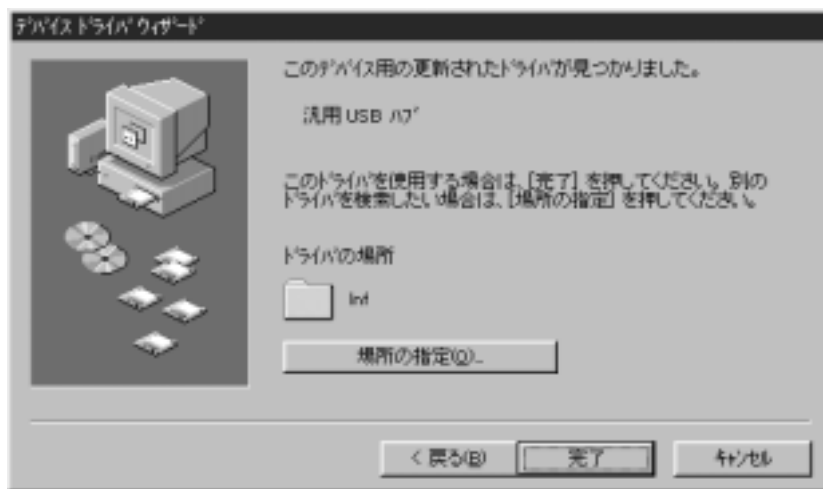 ﾃﾞﾊﾞｲｽ ﾄﾞﾗｲﾊﾞ ｳｨｻﾞｰﾄﾞ
このﾃﾞﾊﾞｲｽ用の更新されたﾄﾞﾗｲﾊﾞが見つかりました。
汎用 USB ﾊﾌﾞ
このﾄﾞﾗｲﾊﾞを使用する場合は、[完了] を押してください。別の
ﾄﾞﾗｲﾊﾞを検索したい場合は、[場所の指定] を押してください。
ﾄﾞﾗｲﾊﾞの場所
Inf
場所の指定(O)...
< 戻る(B)
完了
ｷｬﾝｾﾙ